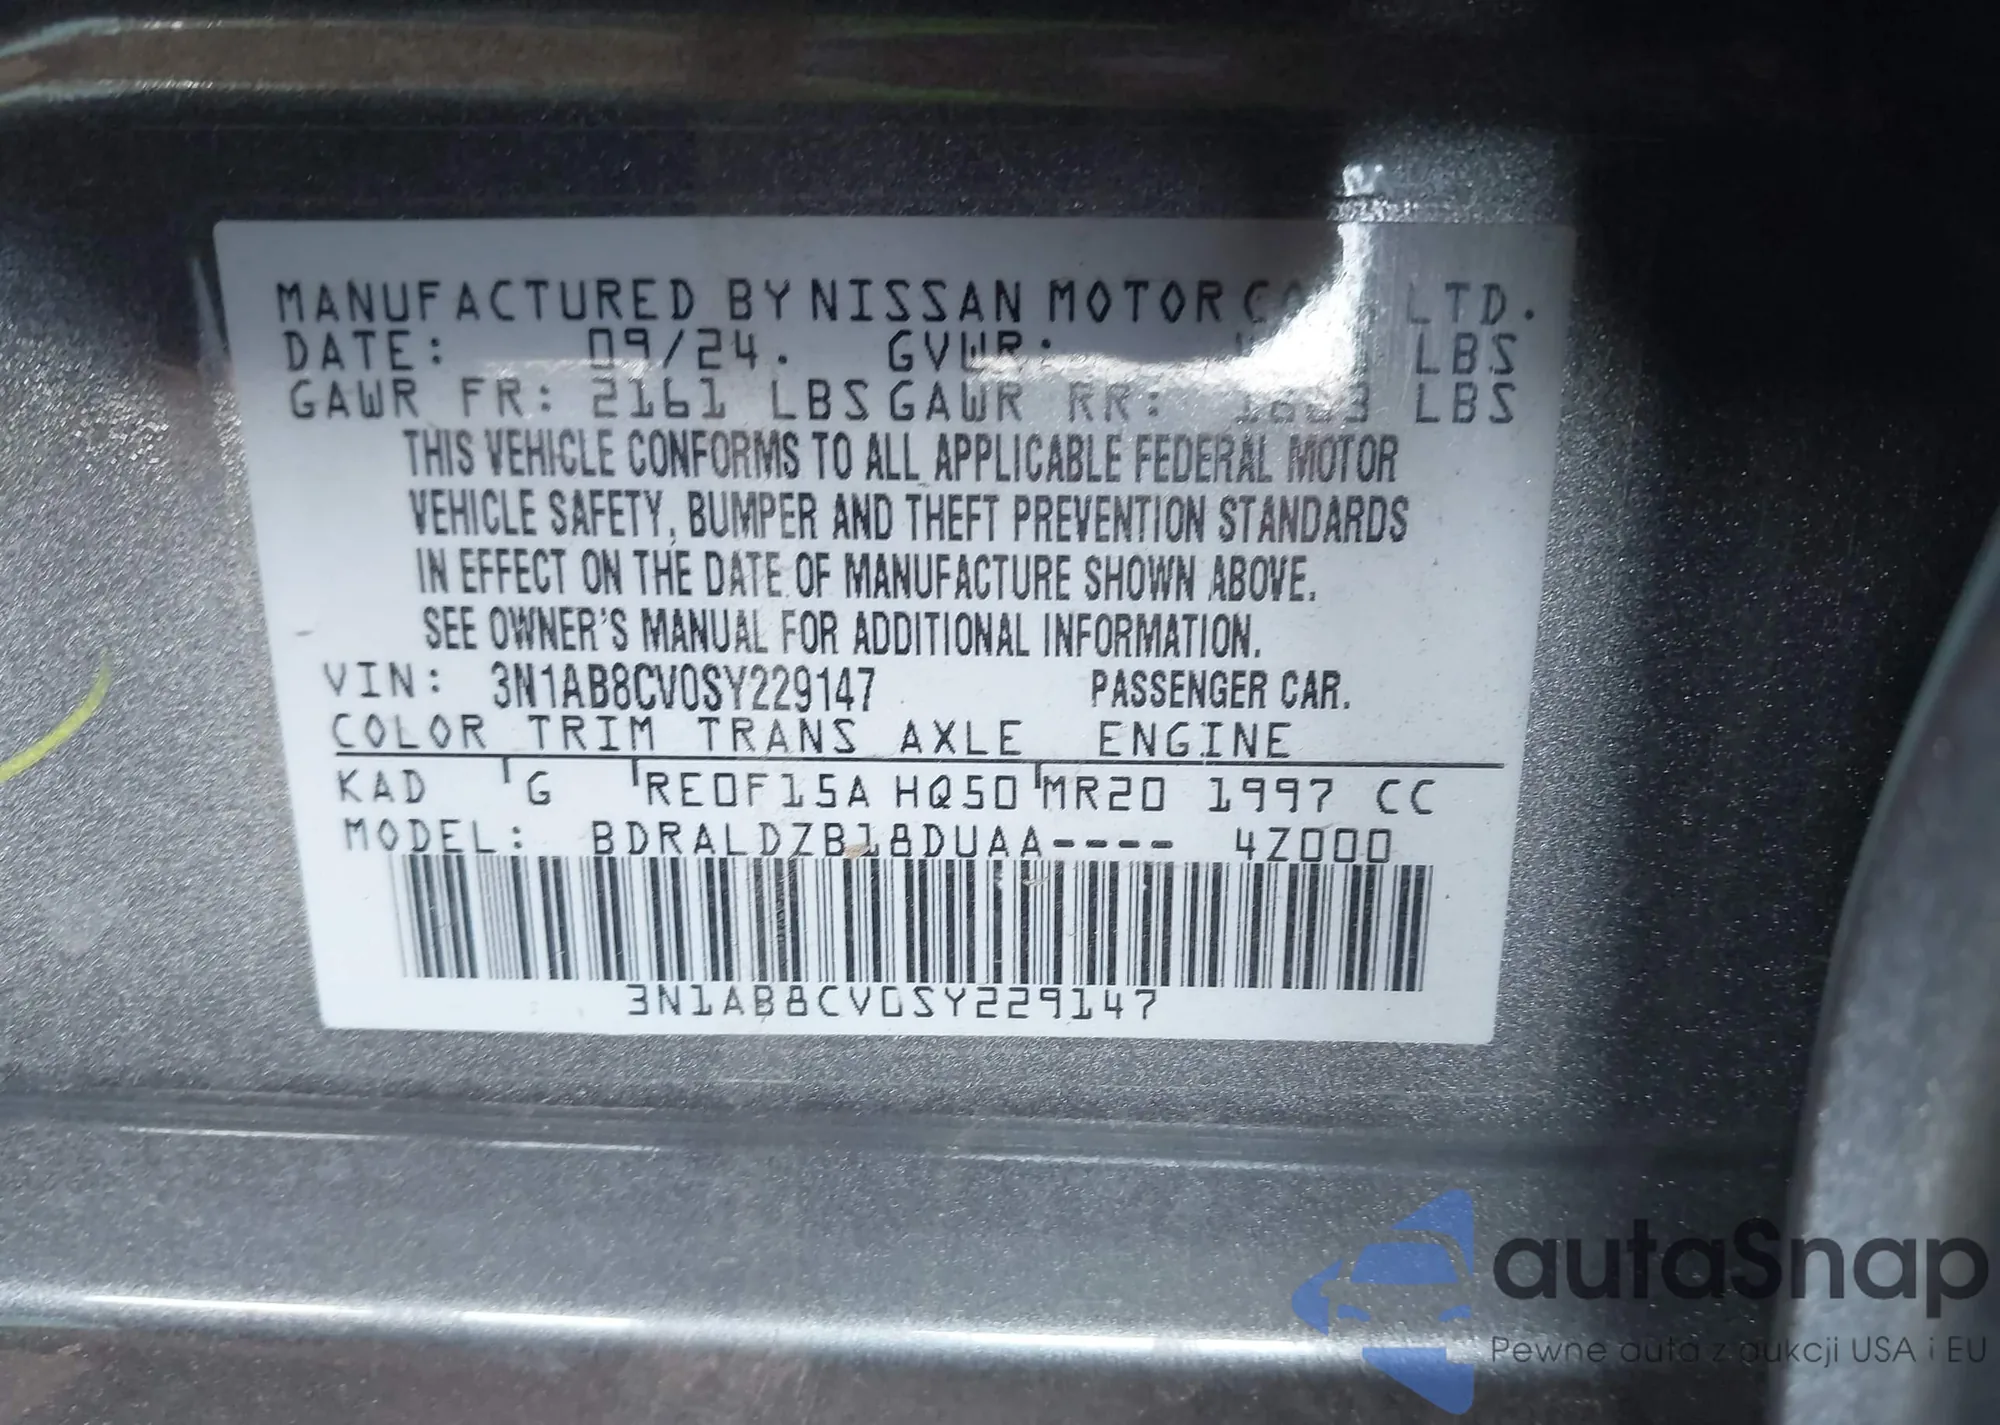 MANUFACTURED BY NISSAN MOTOR LTD.
DATE: 09/24. GVWR: LBS
GAWR FR: 2161 LBS GAWR RR: LBS
THIS VEHICLE CONFORMS TO ALL APPLICABLE FEDERAL MOTOR
VEHICLE SAFETY, BUMPER AND THEFT PREVENTION STANDARDS
IN EFFECT ON THE DATE OF MANUFACTURE SHOWN ABOVE.
SEE OWNER'S MANUAL FOR ADDITIONAL INFORMATION.
VIN: 3N1AB8CV0SY229147 PASSENGER CAR.
COLOR TRIM TRANS AXLE ENGINE
KAD G RE0F15A HQ50 MR20 1997 CC
MODEL: BDRALDZB18DUAA---- 4Z000
3N1AB8CV0SY229147
autaSnap
Pewne auta z aukcji USA i EU